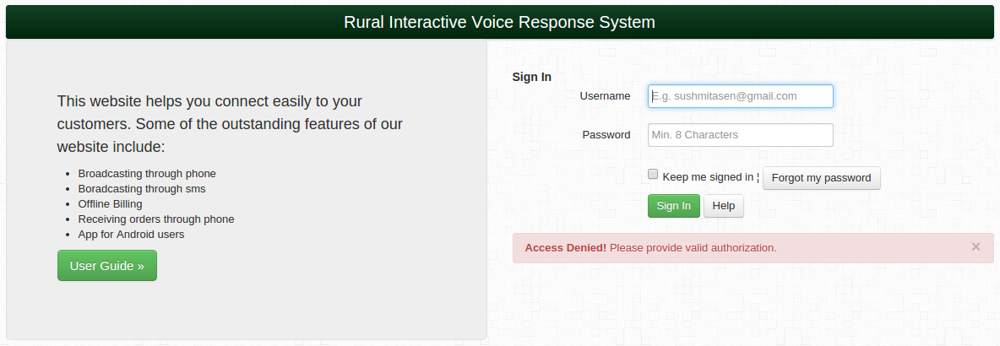 Rural Interactive Voice Response System
This website helps you connect easily to your
customers. Some of the outstanding features of our
website include:
Broadcasting through phone
Boradcasting through sms
Offline Billing
Receiving orders through phone
App for Android users
User Guide »
Sign In
Username E.g. sushmitasen@gmail.com
Password Min. 8 Characters
Keep me signed in ¦ Forgot my password
Sign In Help
Access Denied! Please provide valid authorization. ×